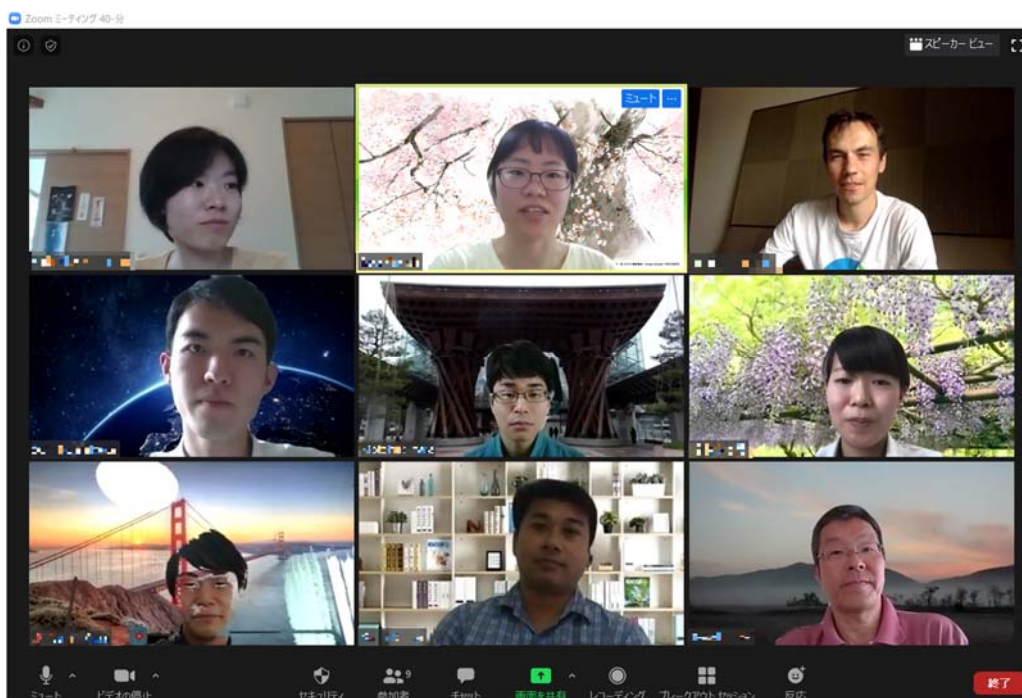 Zoom ミーティング 40-分
スピーカー ビュー
ミュート
9
ミュート
ビデオの停止
セキュリティ
参加者
チャット
画面を共有
レコーディング
ブレークアウト セッション
反応
終了